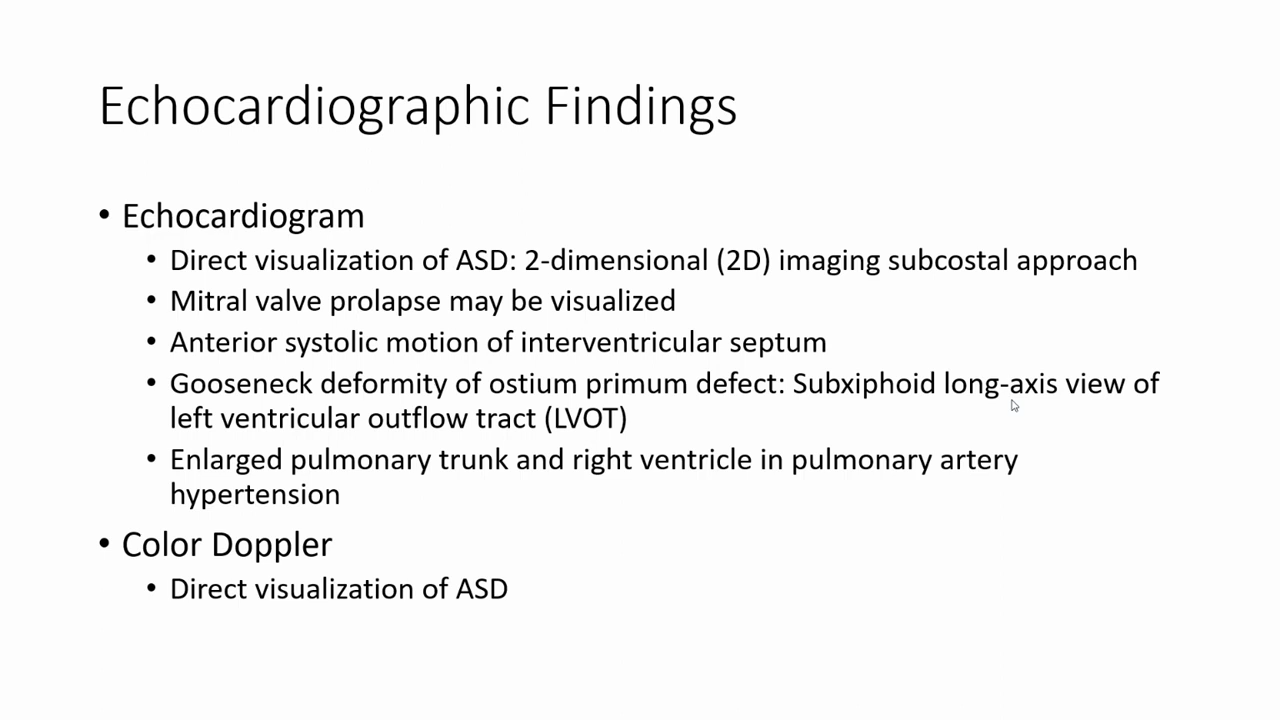 Echocardiographic Findings
• Echocardiogram
• Direct visualization of ASD: 2-dimensional (2D) imaging subcostal approach
• Mitral valve prolapse may be visualized
• Anterior systolic motion of interventricular septum
• Gooseneck deformity of ostium primum defect: Subxiphoid long-axis view of
left ventricular outflow tract (LVOT)
• Enlarged pulmonary trunk and right ventricle in pulmonary artery
hypertension
• Color Doppler
• Direct visualization of ASD